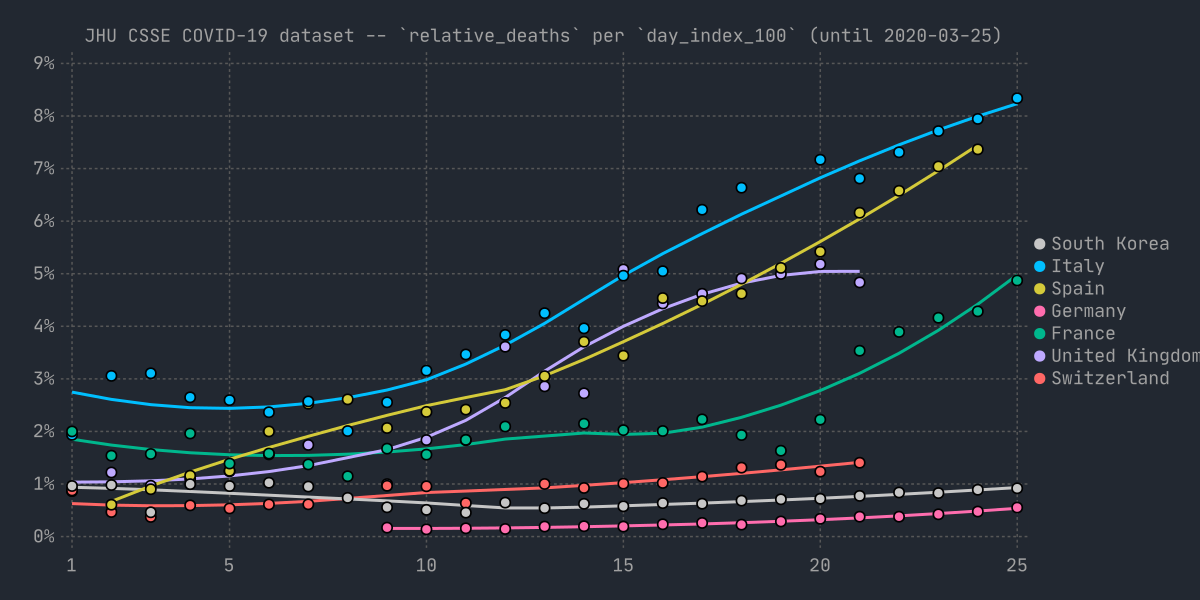 JHU CSSE COVID-19 dataset -- `relative_deaths` per `day_index_100` (until 2020-03-25)
9%
8%
7%
6%
5%
4%
3%
2%
1%
0%
1 5 10 15 20 25
South Korea
Italy
Spain
Germany
France
United Kingdom
Switzerland